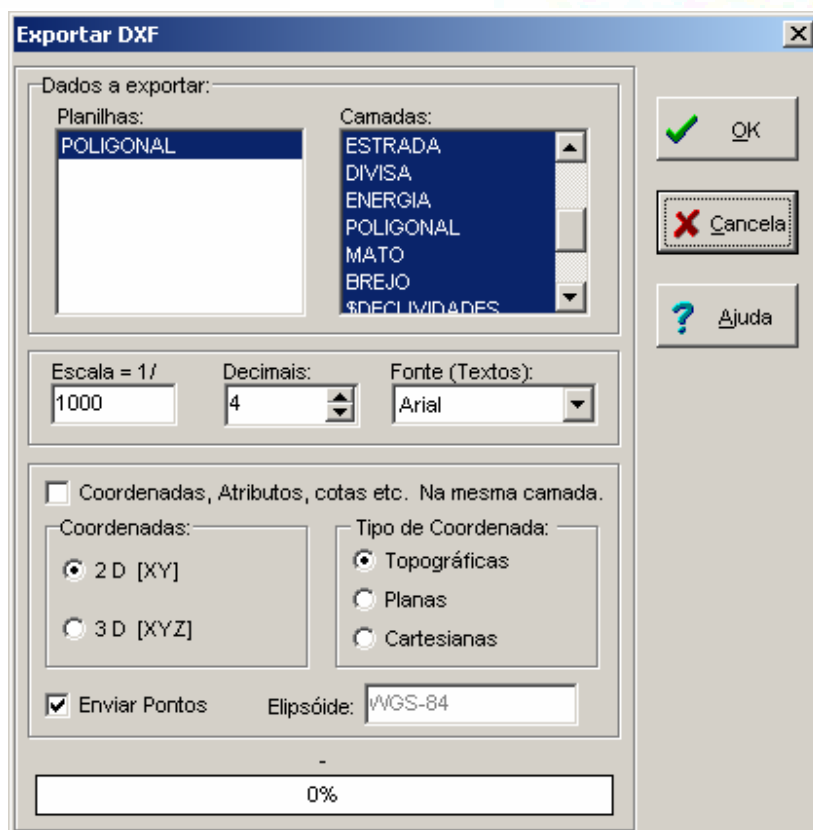 Exportar DXF
Dados a exportar:
Planilhas:
POLIGONAL
Camadas:
ESTRADA
DIVISA
ENERGIA
POLIGONAL
MATO
BREJO
$DECLIVIDADES
OK
Cancela
Ajuda
Escala = 1/
1000
Decimais:
4
Fonte (Textos):
Arial
Coordenadas, Atributos, cotas etc. Na mesma camada.
Coordenadas:
2 D [XY]
3 D [XYZ]
Tipo de Coordenada:
Topográficas
Planas
Cartesianas
Enviar Pontos
Elipsóide: WGS-84
-
0%